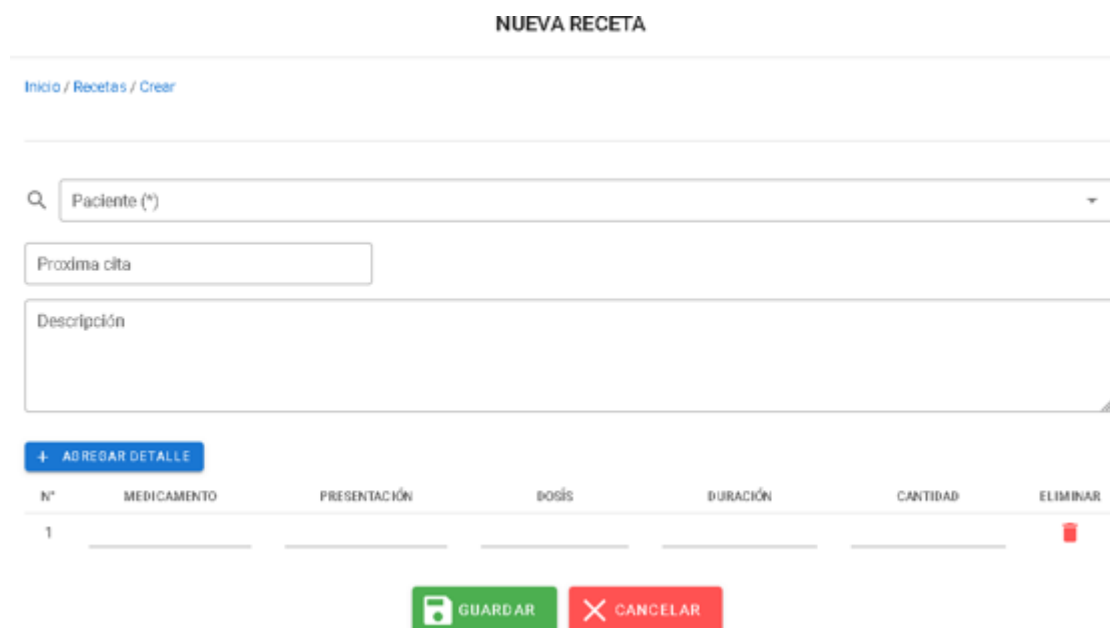 NUEVA RECETA
Inicio / Recetas / Crear
Paciente (*)
Proxima cita
Descripción
+ AGREGAR DETALLE
N° MEDICAMENTO PRESENTACIÓN DOSÍS DURACIÓN CANTIDAD ELIMINAR
1
GUARDAR CANCELAR